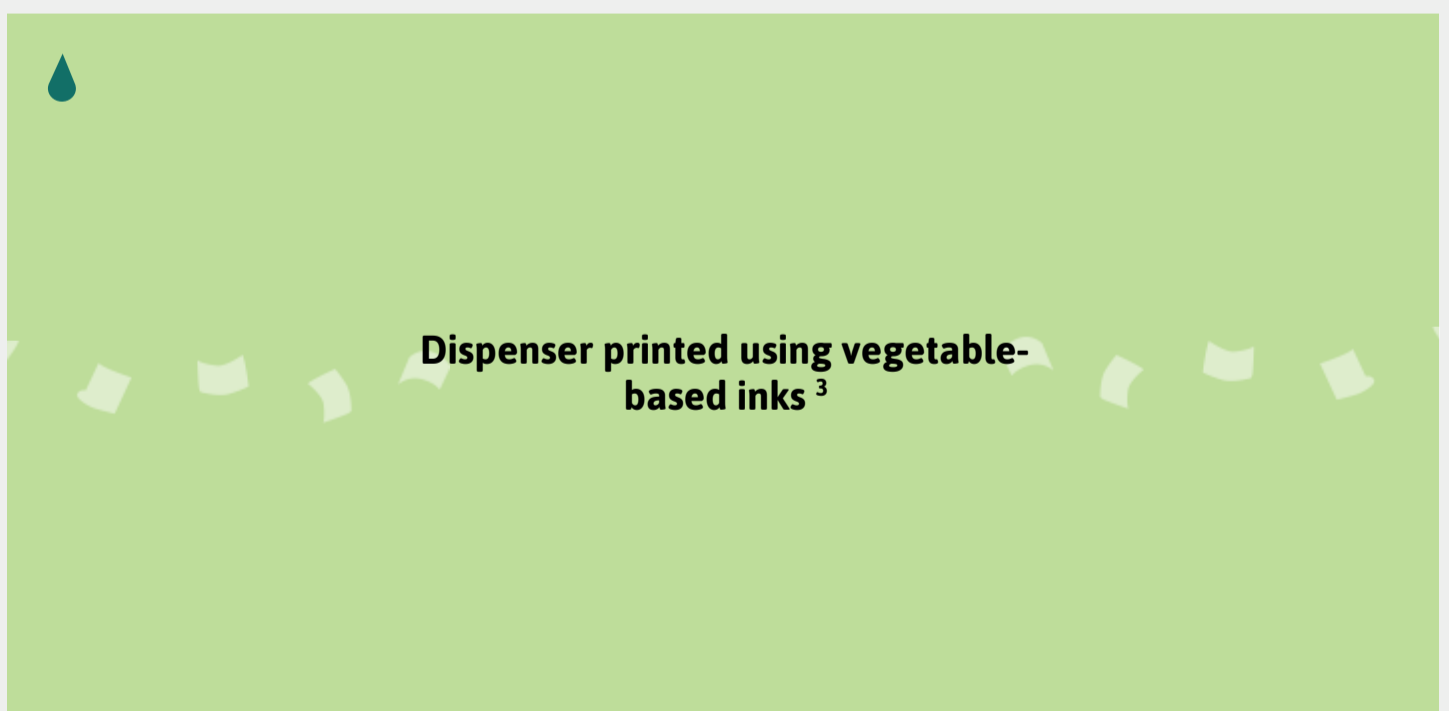 Dispenser printed using vegetable-
based inks ³